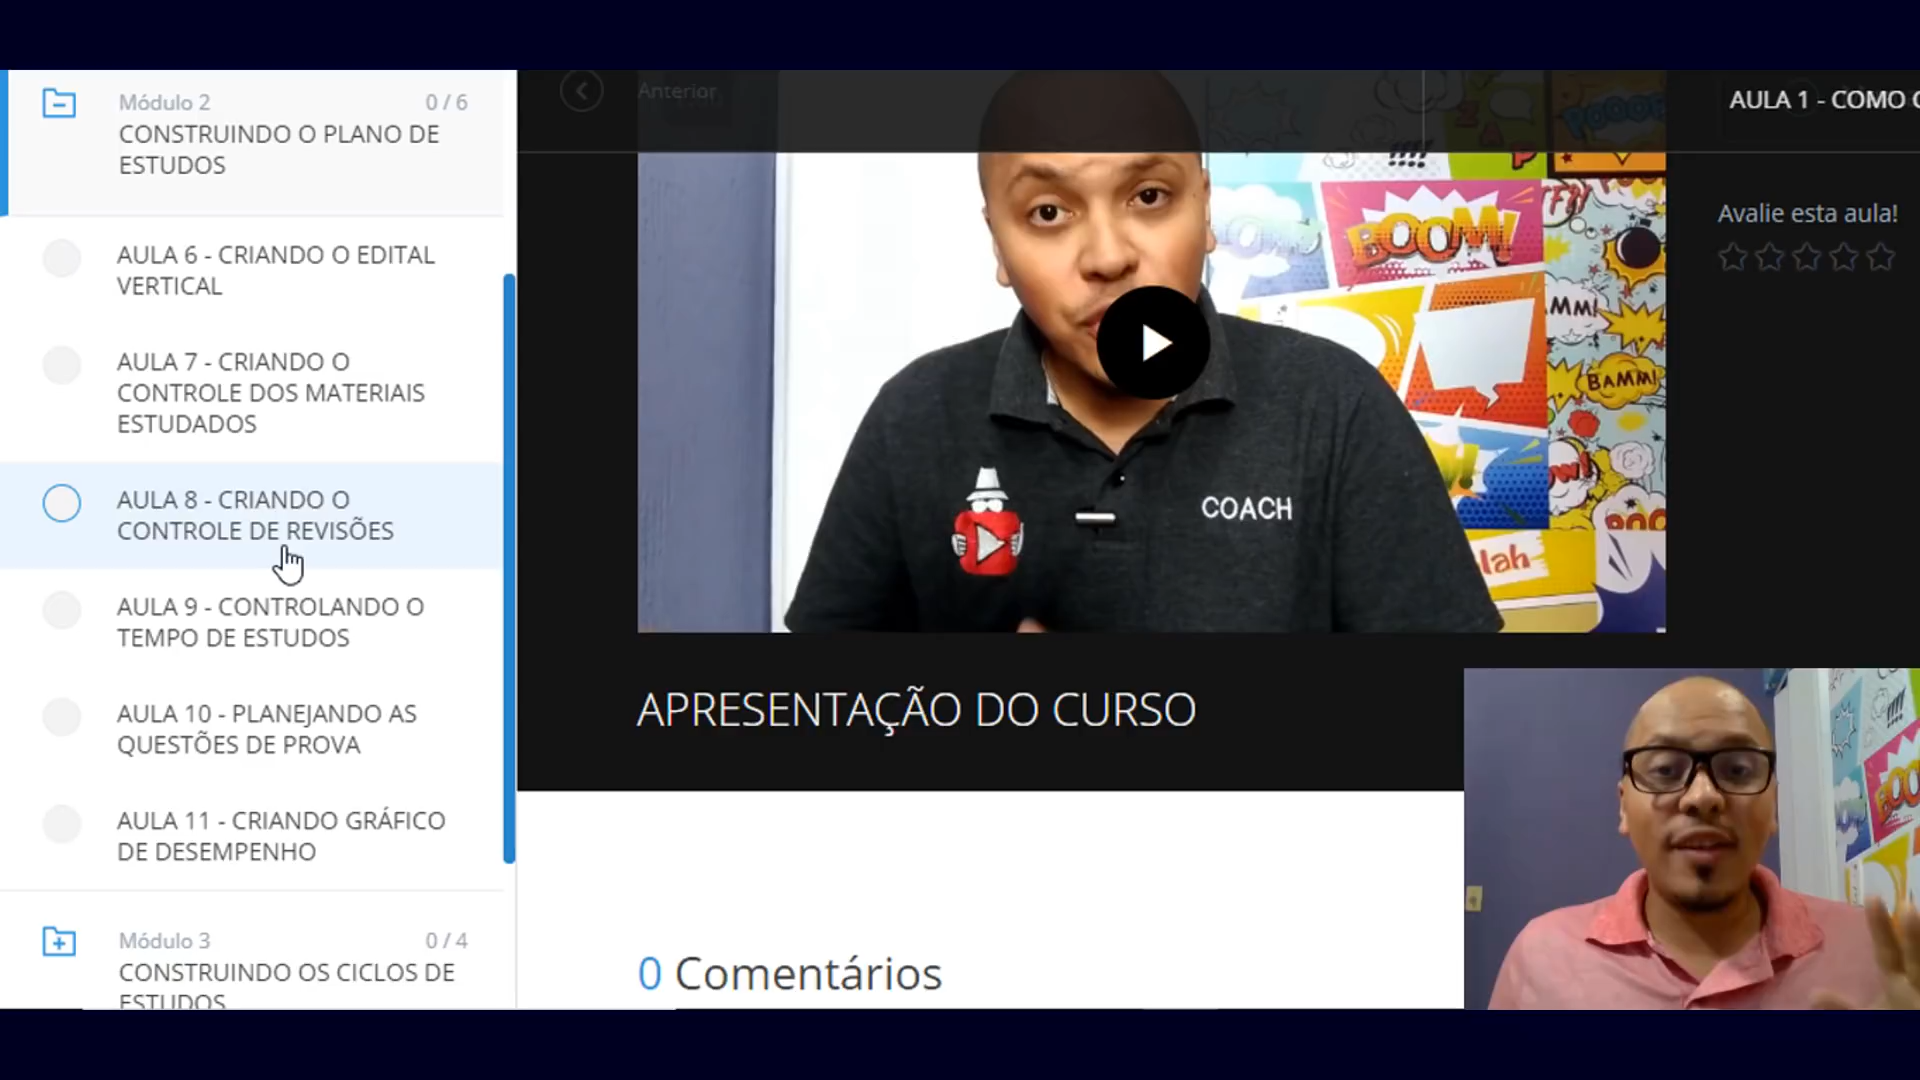 Módulo 2
0 / 6
CONSTRUINDO O PLANO DE
ESTUDOS
AULA 6 - CRIANDO O EDITAL
VERTICAL
AULA 7 - CRIANDO O
CONTROLE DOS MATERIAIS
ESTUDADOS
AULA 8 - CRIANDO O
CONTROLE DE REVISÕES
AULA 9 - CONTROLANDO O
TEMPO DE ESTUDOS
AULA 10 - PLANEJANDO AS
QUESTÕES DE PROVA
AULA 11 - CRIANDO GRÁFICO
DE DESEMPENHO
Módulo 3
0 / 4
CONSTRUINDO OS CICLOS DE
ESTUDOS
Anterior
AULA 1 - COMO
Avalie esta aula!
BOOM!
BAMM!
COACH
APRESENTAÇÃO DO CURSO
0 Comentários